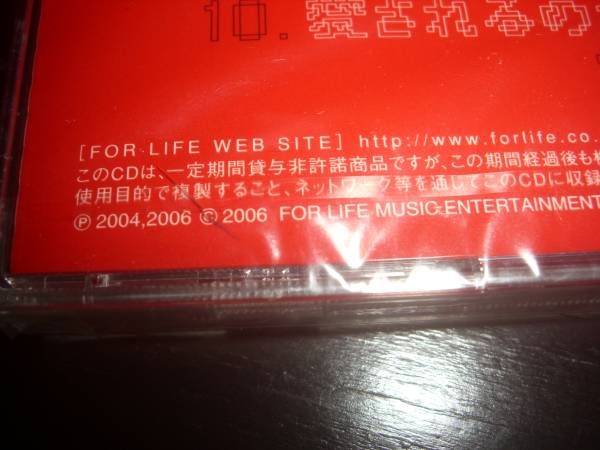 10. 愛されるの
[FOR LIFE WEB SITE] http://www.forlife.co.
このCDは、一定期間貸与非許諾商品ですが、この期間経過後も
使用目的で複製すること、ネットワーク等を通じてこのCDに収録
℗ 2004,2006 © 2006 FOR LIFE MUSIC ENTERTAINMENT